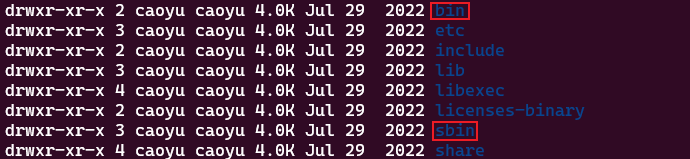 drwxr-xr-x 2 caoyu caoyu 4.0K Jul 29  2022 bin
drwxr-xr-x 3 caoyu caoyu 4.0K Jul 29  2022 etc
drwxr-xr-x 2 caoyu caoyu 4.0K Jul 29  2022 include
drwxr-xr-x 3 caoyu caoyu 4.0K Jul 29  2022 lib
drwxr-xr-x 4 caoyu caoyu 4.0K Jul 29  2022 libexec
drwxr-xr-x 2 caoyu caoyu 4.0K Jul 29  2022 licenses-binary
drwxr-xr-x 3 caoyu caoyu 4.0K Jul 29  2022 sbin
drwxr-xr-x 4 caoyu caoyu 4.0K Jul 29  2022 share